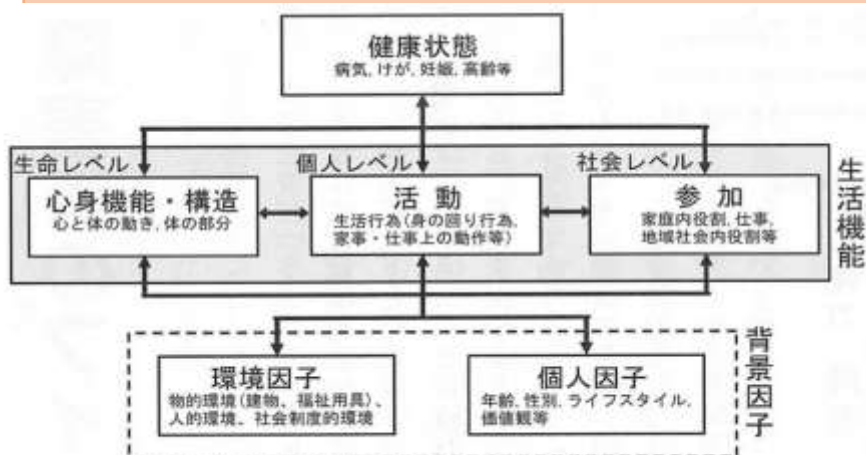 健康状態
病気, けが, 妊娠, 高齢等
生命レベル
個人レベル
社会レベル
心身機能・構造
心と体の動き, 体の部分
活 動
生活行為(身の回り行為,
家事・仕事上の動作等)
参 加
家庭内役割, 仕事,
地域社会内役割等
生活機能
環境因子
物的環境(建物、福祉用具)、
人的環境、社会制度的環境
個人因子
年齢, 性別, ライフスタイル,
価値観等
背景因子